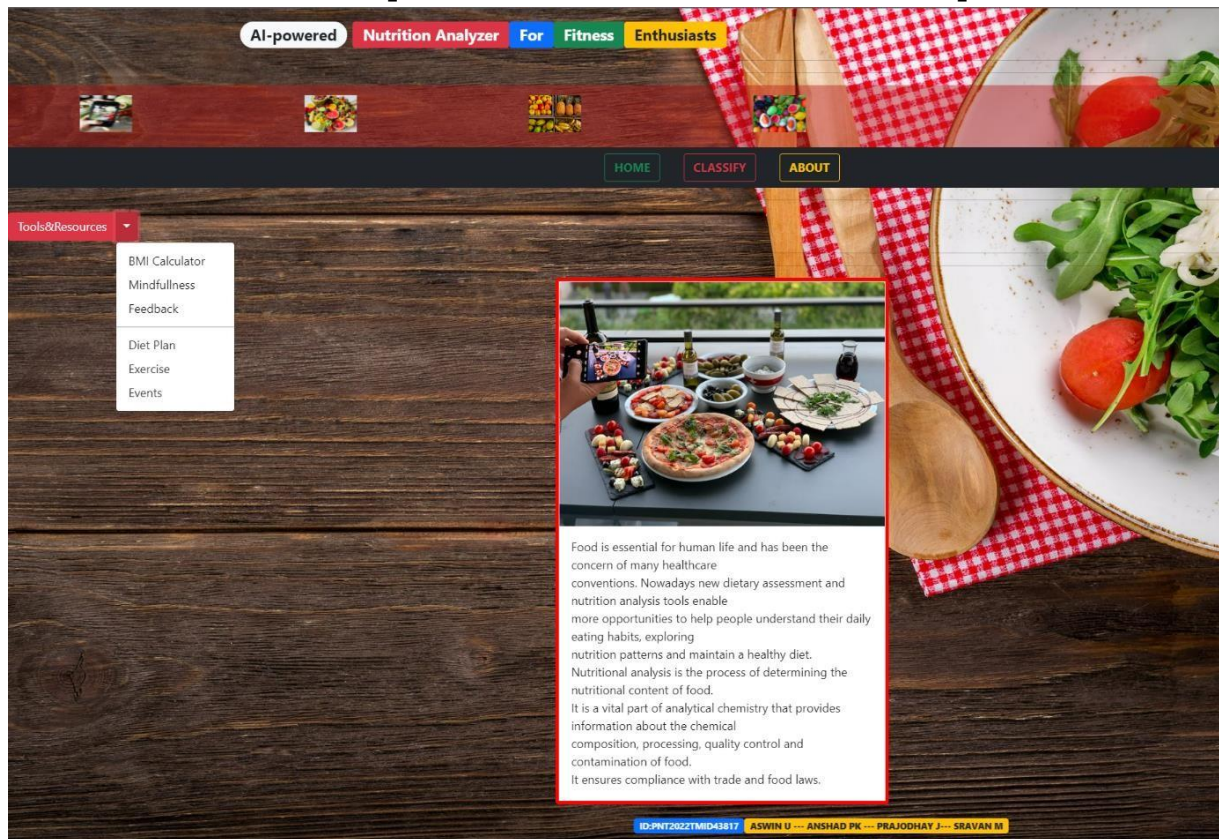 AI-powered Nutrition Analyzer For Fitness Enthusiasts
HOME CLASSIFY ABOUT
Tools&Resources
BMI Calculator
Mindfullness
Feedback
Diet Plan
Exercise
Events
Food is essential for human life and has been the
concern of many healthcare
conventions. Nowadays new dietary assessment and
nutrition analysis tools enable
more opportunities to help people understand their daily
eating habits, exploring
nutrition patterns and maintain a healthy diet.
Nutritional analysis is the process of determining the
nutritional content of food.
It is a vital part of analytical chemistry that provides
information about the chemical
composition, processing, quality control and
contamination of food.
It ensures compliance with trade and food laws.
ID:PNT2022TMID43817 ASWIN U --- ANSHAD PK --- PRAJODHAY J--- SRAVAN M